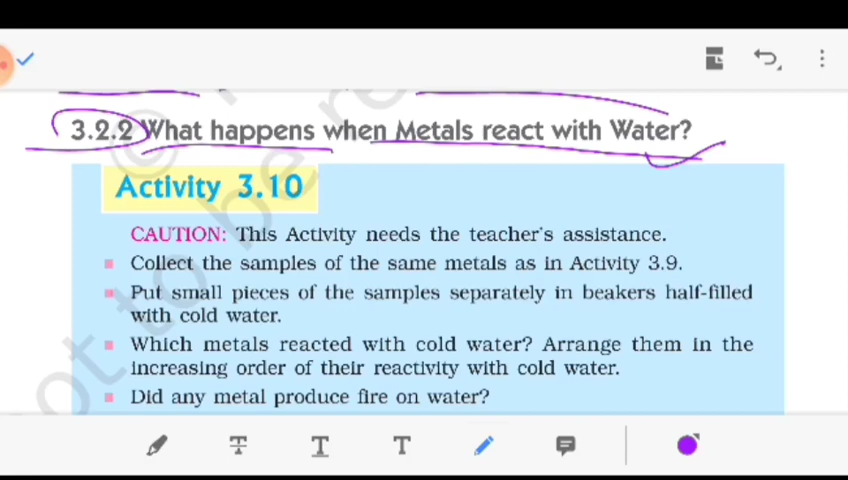 3.2.2 What happens when Metals react with Water?
Activity 3.10
CAUTION: This Activity needs the teacher's assistance.
Collect the samples of the same metals as in Activity 3.9.
Put small pieces of the samples separately in beakers half-filled
with cold water.
Which metals reacted with cold water? Arrange them in the
increasing order of their reactivity with cold water.
Did any metal produce fire on water?
T T T